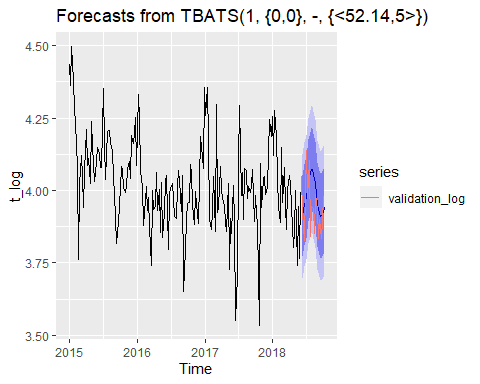 Forecasts from TBATS(1, {0,0}, -, {<52.14,5>})
4.50
4.25
4.00
3.75
3.50
t_log
2015
2016
2017
2018
Time
series
validation_log